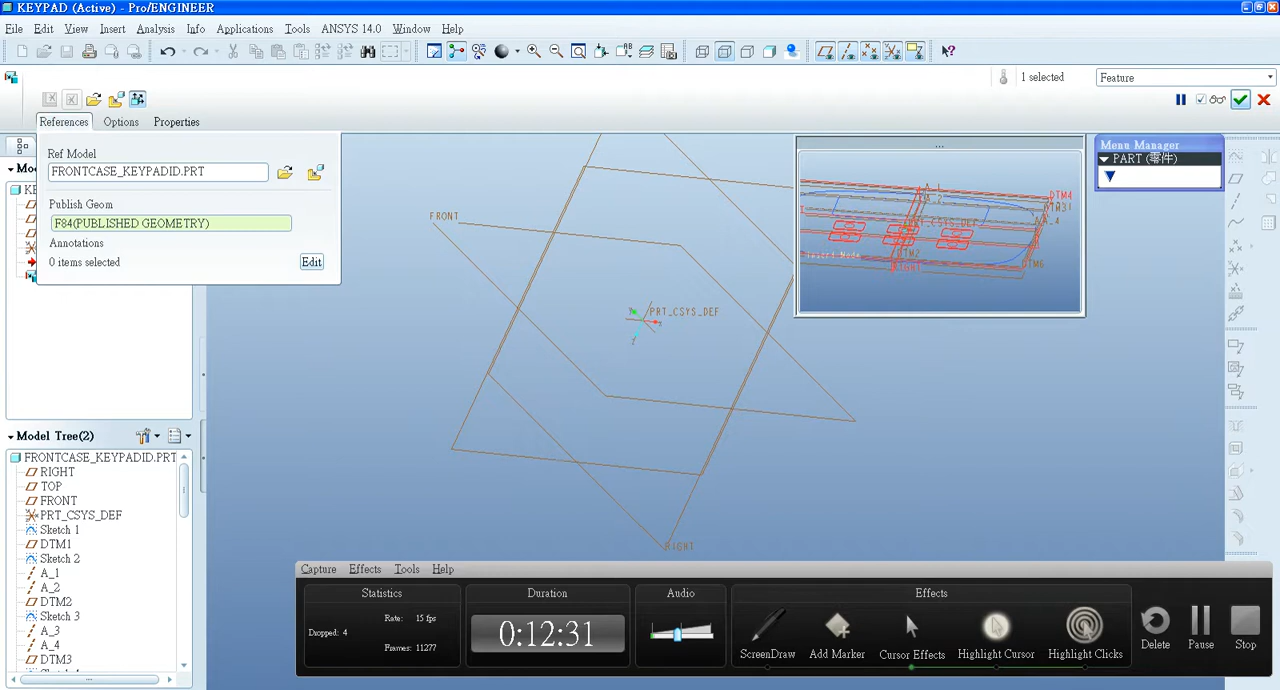 KEYPAD (Active) - Pro/ENGINEER
File Edit View Insert Analysis Info Applications Tools ANSYS 14.0 Window Help
1 selected
Feature
References Options Properties
Ref Model
FRONTCASE_KEYPADID.PRT
Publish Geom
F84(PUBLISHED GEOMETRY)
Annotations
0 items selected
Edit
FRONT
PRT_CSYS_DEF
RIGHT
...
A_1
A_2
DTM4
A_4
DTM2
DTM6
RIGHT
Menu Manager
PART (零件)
Model Tree(2)
FRONTCASE_KEYPADID.PRT
RIGHT
TOP
FRONT
PRT_CSYS_DEF
Sketch 1
DTM1
Sketch 2
A_1
A_2
DTM2
Sketch 3
A_3
A_4
DTM3
Capture Effects Tools Help
Statistics
Duration
Audio
Effects
Rate: 15 fps
Dropped: 4
Frames: 11277
0:12:31
ScreenDraw
Add Marker
Cursor Effects
Highlight Cursor
Highlight Clicks
Delete
Pause
Stop